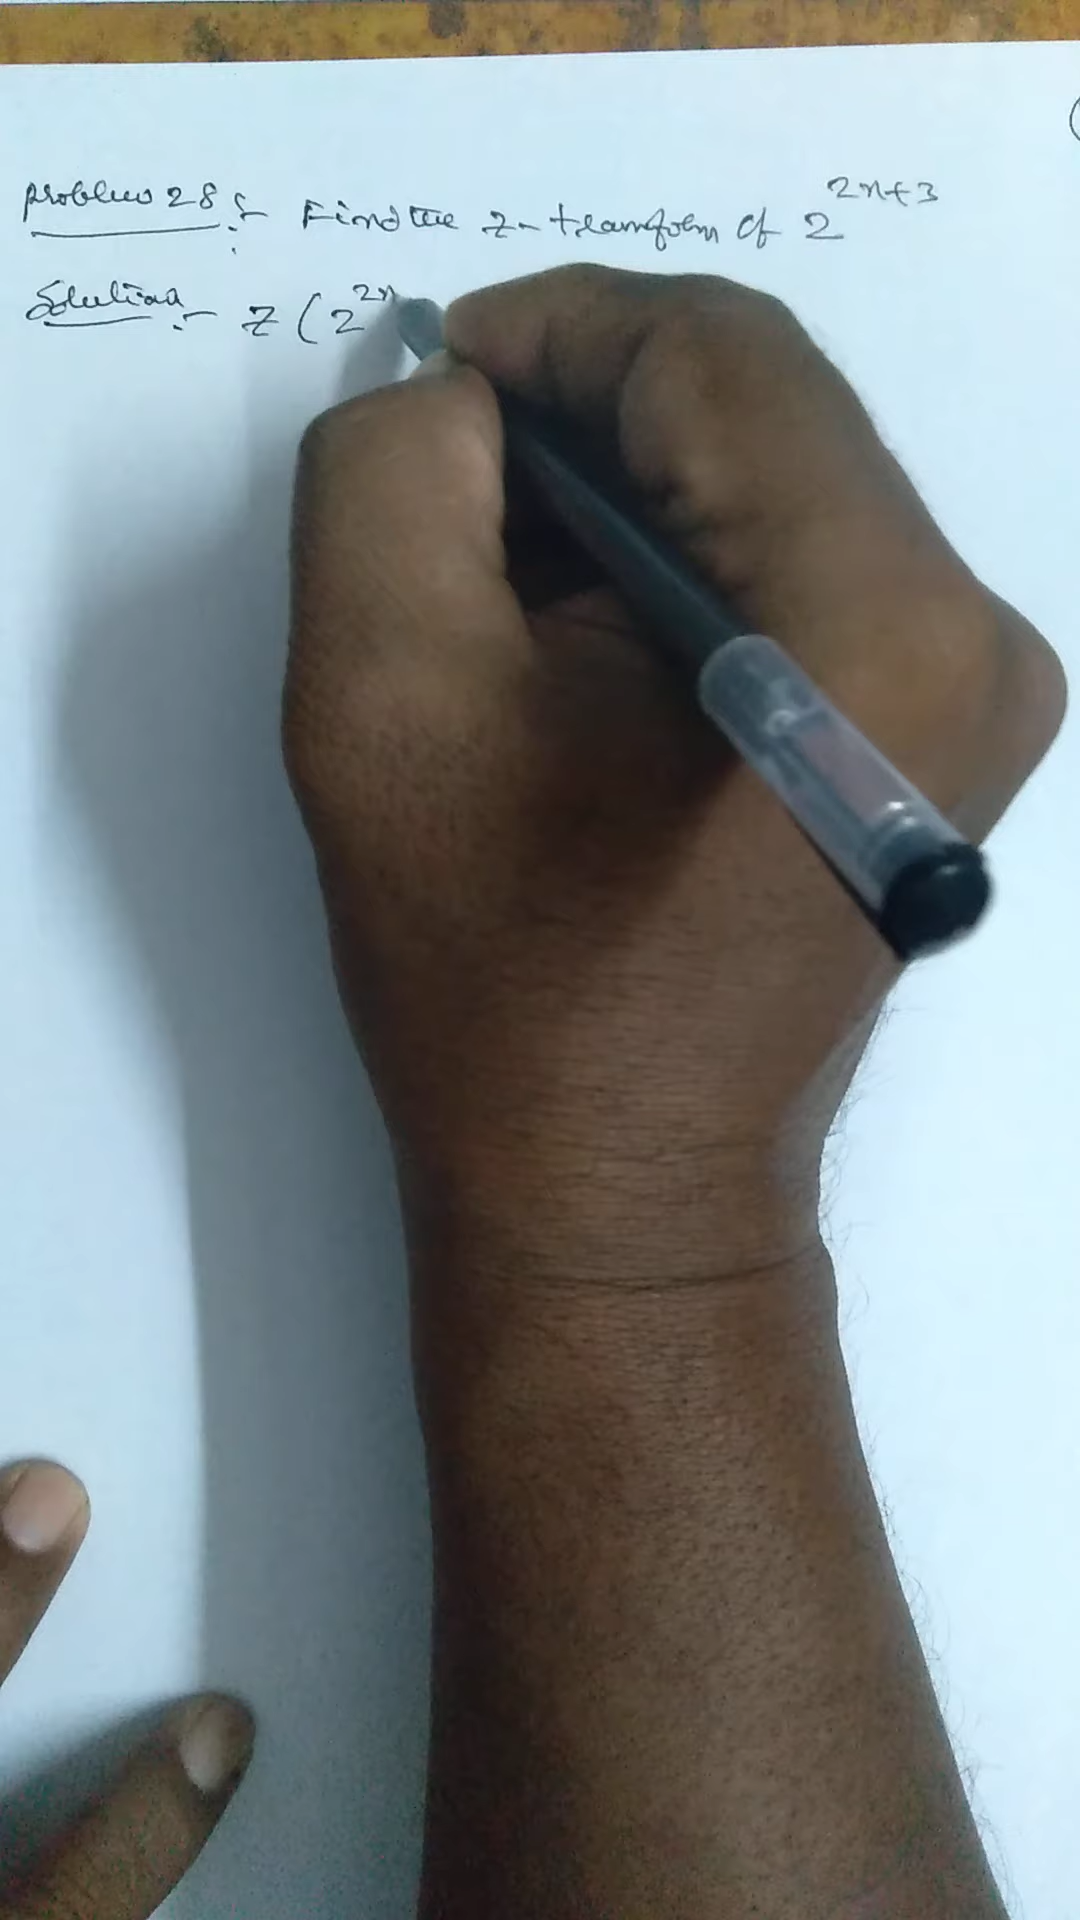 Problem 28:- Find the z-transform of 2^{2n+3}
Solution:- Z(2^{2n